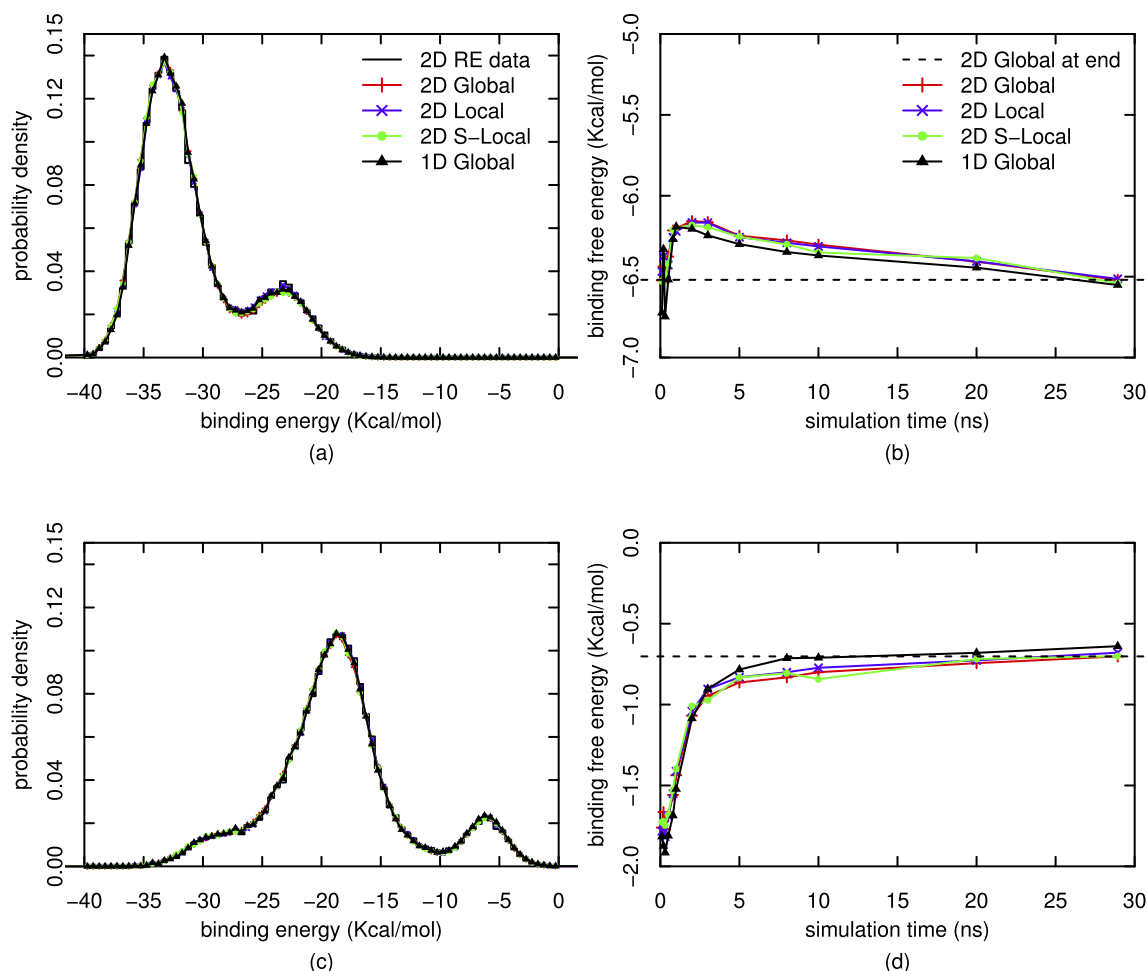 0.00 0.04 0.08 0.12 0.15
probability density
2D RE data
2D Global
2D Local
2D S−Local
1D Global
−40 −35 −30 −25 −20 −15 −10 −5 0
binding energy (Kcal/mol)
(a)
−7.0 −6.5 −6.0 −5.5 −5.0
binding free energy (Kcal/mol)
2D Global at end
2D Global
2D Local
2D S−Local
1D Global
0 5 10 15 20 25 30
simulation time (ns)
(b)
0.00 0.04 0.08 0.12 0.15
probability density
−40 −35 −30 −25 −20 −15 −10 −5 0
binding energy (Kcal/mol)
(c)
−2.0 −1.5 −1.0 −0.5 0.0
binding free energy (Kcal/mol)
0 5 10 15 20 25 30
simulation time (ns)
(d)